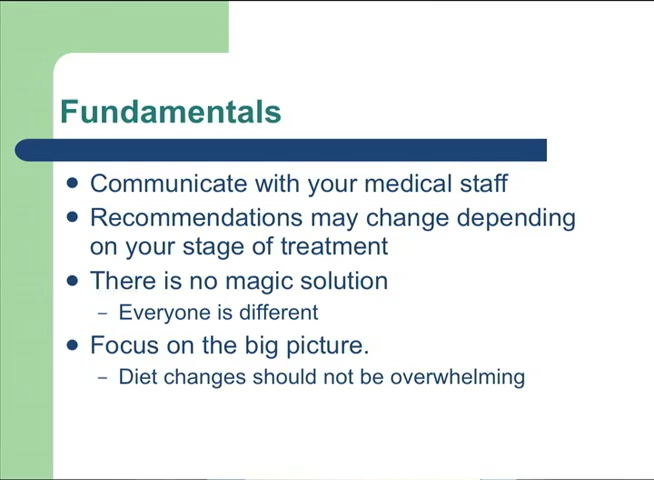 Fundamentals
● Communicate with your medical staff
● Recommendations may change depending
on your stage of treatment
● There is no magic solution
– Everyone is different
● Focus on the big picture.
– Diet changes should not be overwhelming